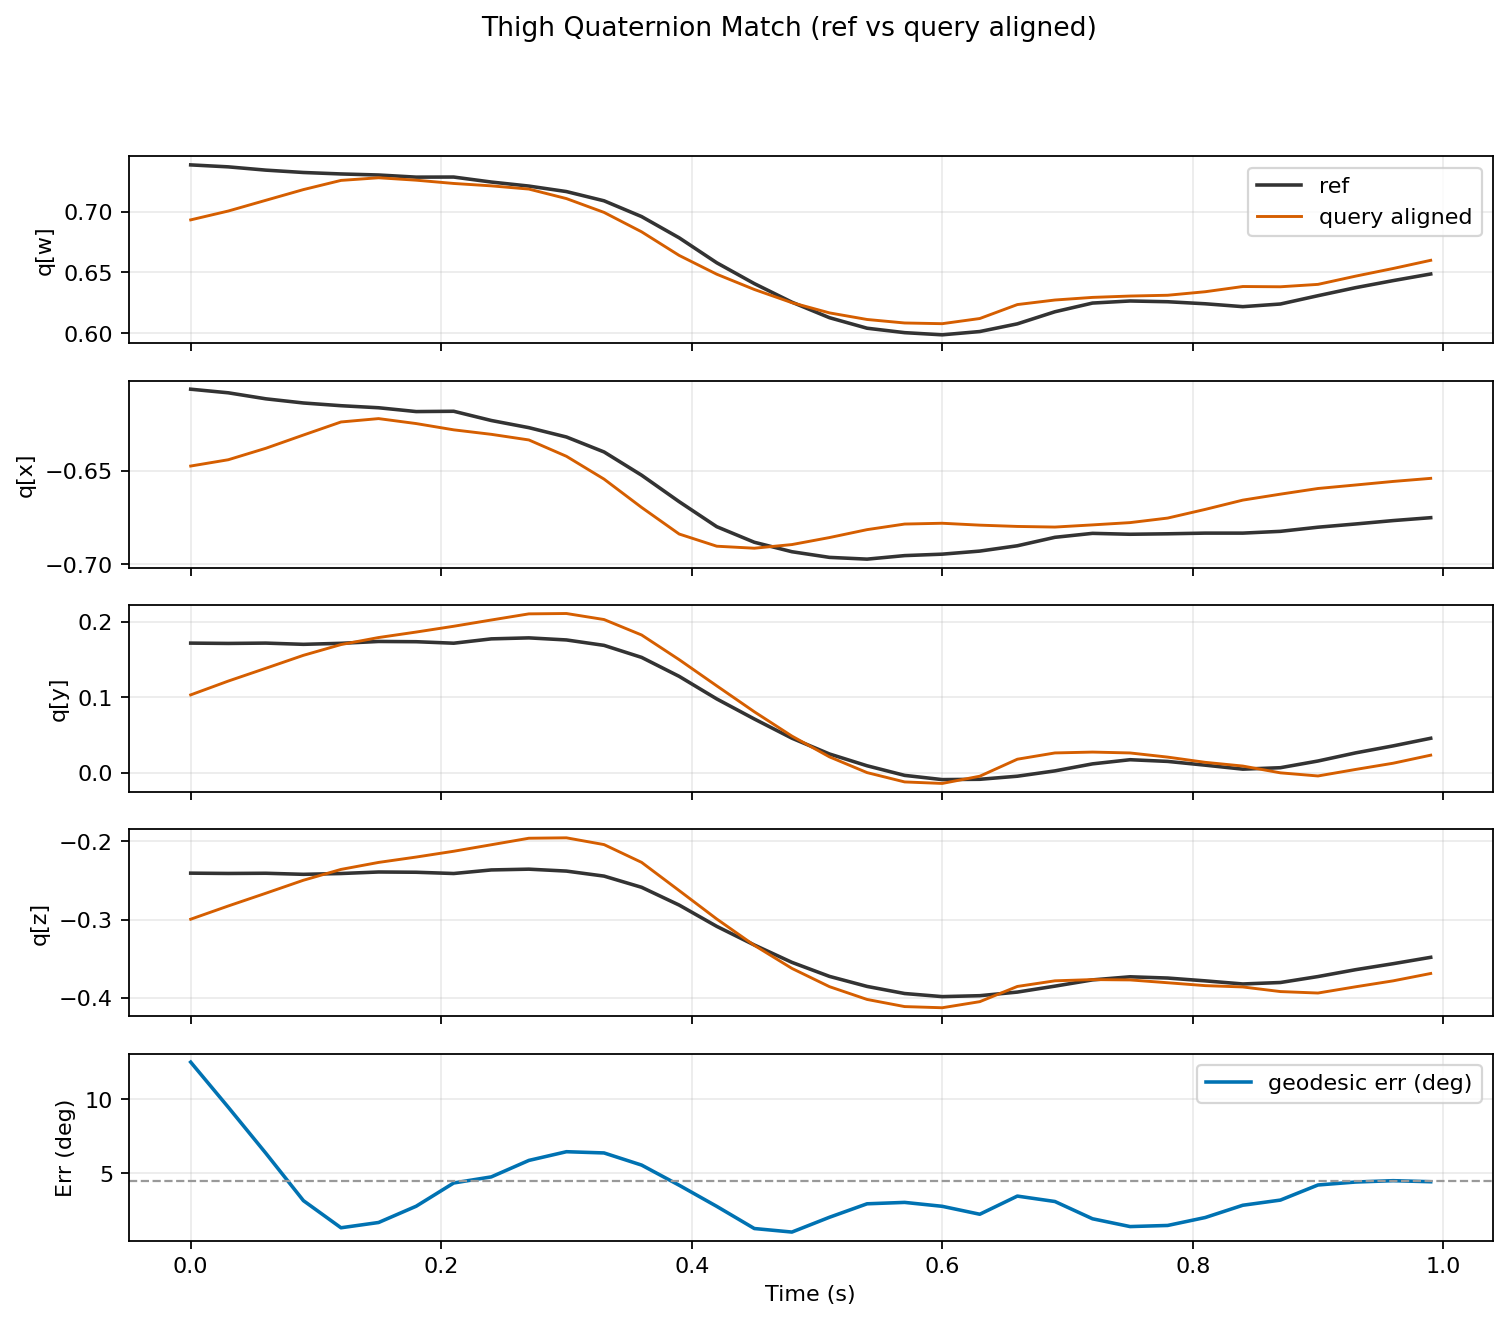 Thigh Quaternion Match (ref vs query aligned)
q[w]
0.70
0.65
0.60
ref
query aligned
q[x]
−0.65
−0.70
q[y]
0.2
0.1
0.0
q[z]
−0.2
−0.3
−0.4
Err (deg)
10
5
geodesic err (deg)
0.0 0.2 0.4 0.6 0.8 1.0
Time (s)